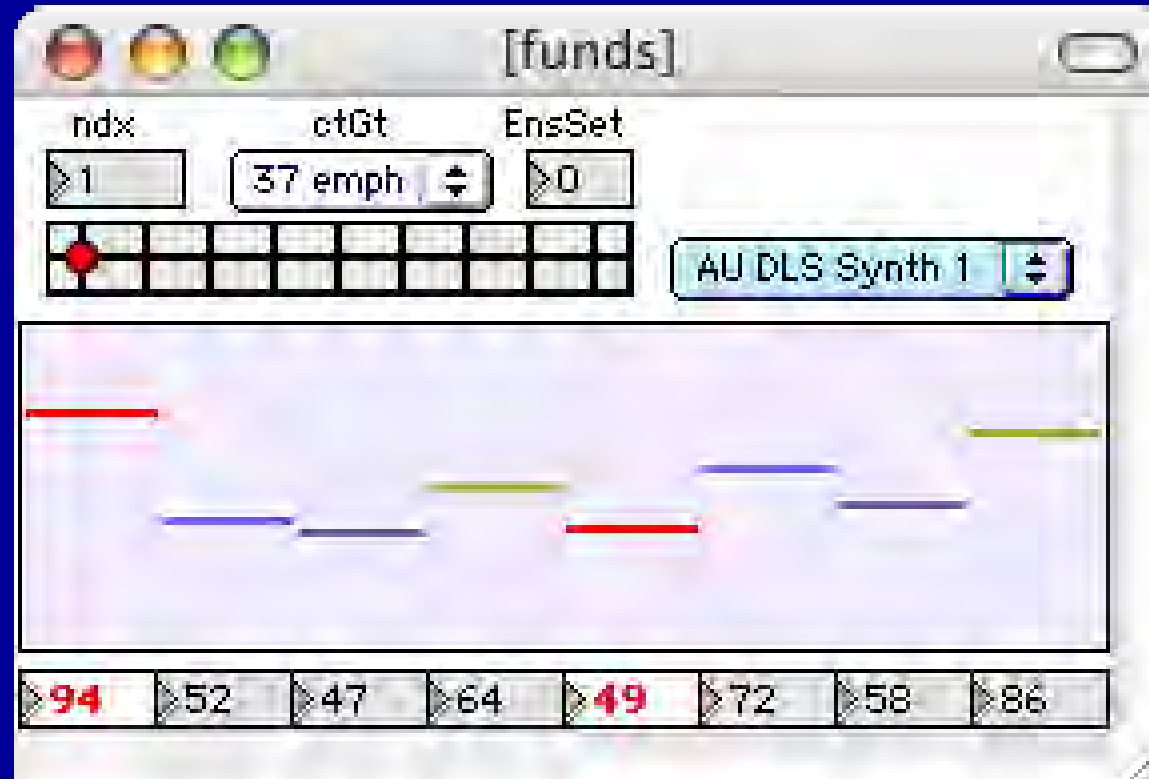 [funds]
ndx ctGt EnsSet
1 37 emph 0
AU DLS Synth 1
94 52 47 64 49 72 58 86